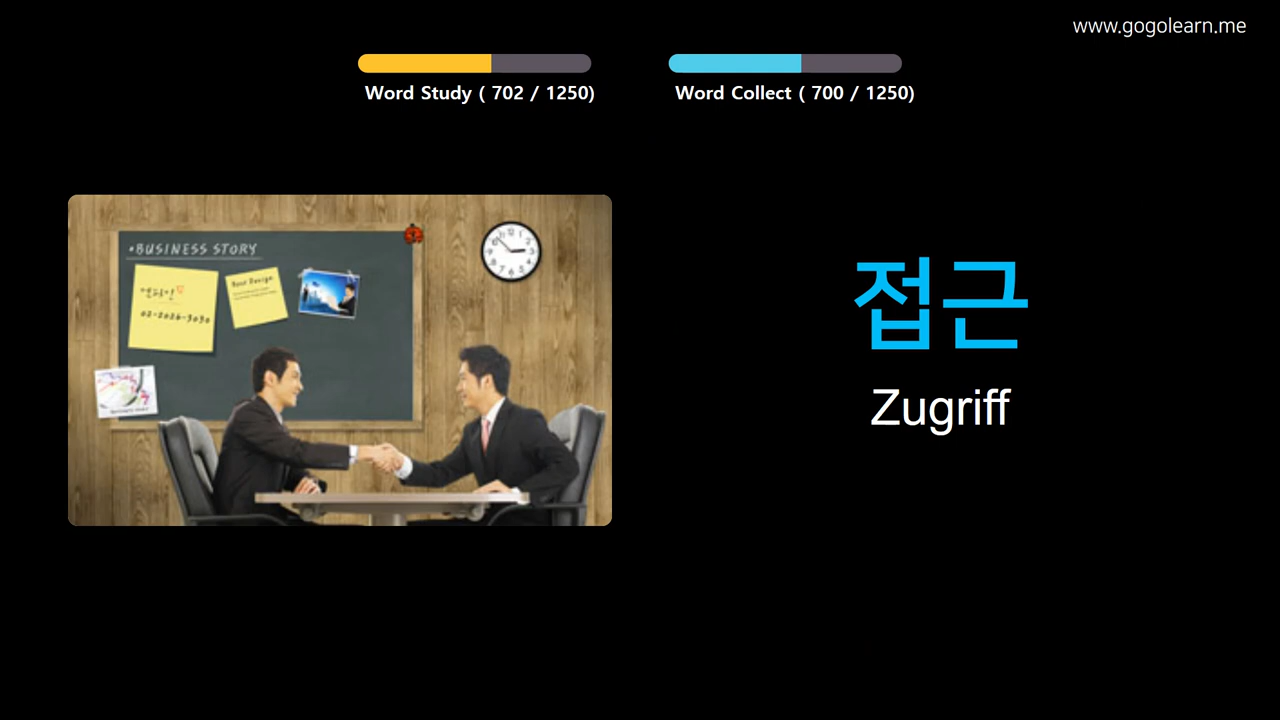 www.gogolearn.me
Word Study ( 702 / 1250)
Word Collect ( 700 / 1250)
•BUSINESS STORY
02-2026-3030
Best Design
접근
Zugriff